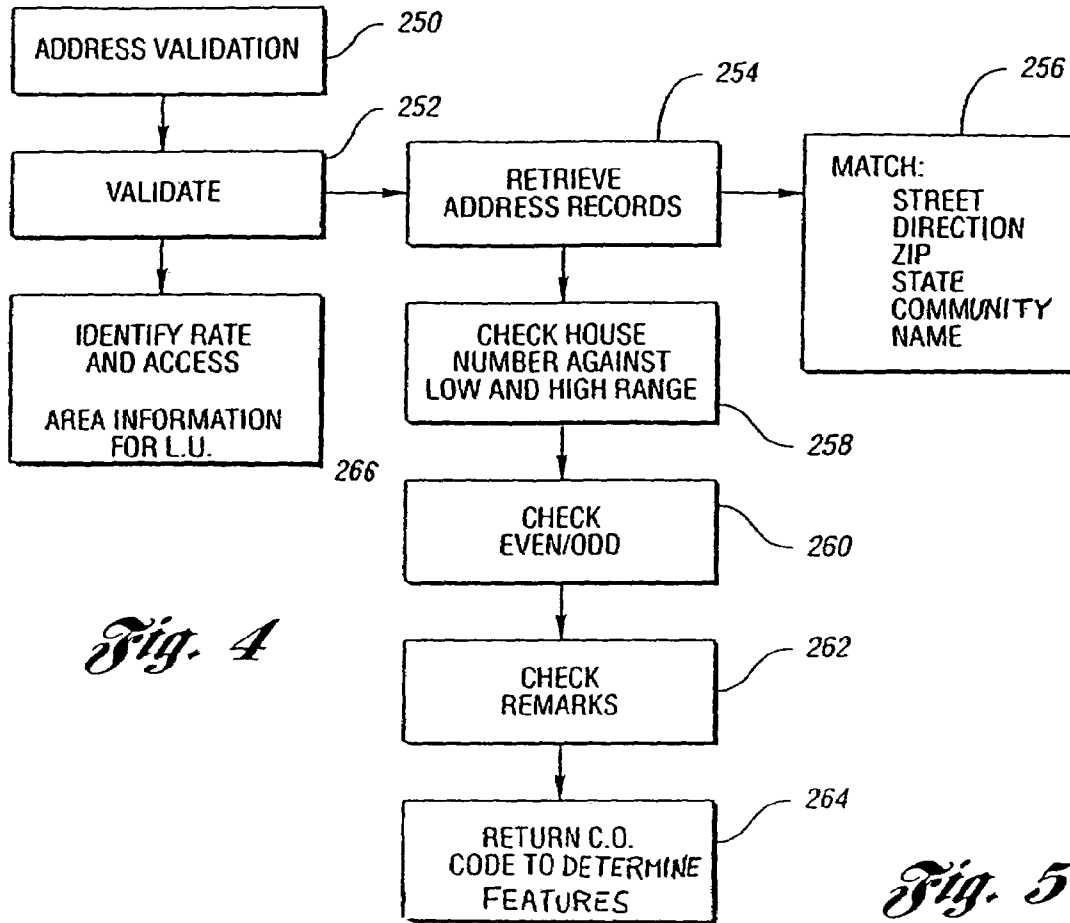 ADDRESS VALIDATION
250
252
VALIDATE
254
RETRIEVE
ADDRESS RECORDS
256
MATCH:
STREET
DIRECTION
ZIP
STATE
COMMUNITY
NAME
IDENTIFY RATE
AND ACCESS
AREA INFORMATION
FOR L.U.
266
CHECK HOUSE
NUMBER AGAINST
LOW AND HIGH RANGE
258
CHECK
EVEN/ODD
260
Fig. 4
CHECK
REMARKS
262
RETURN C.O.
CODE TO DETERMINE
FEATURES
264
Fig. 5